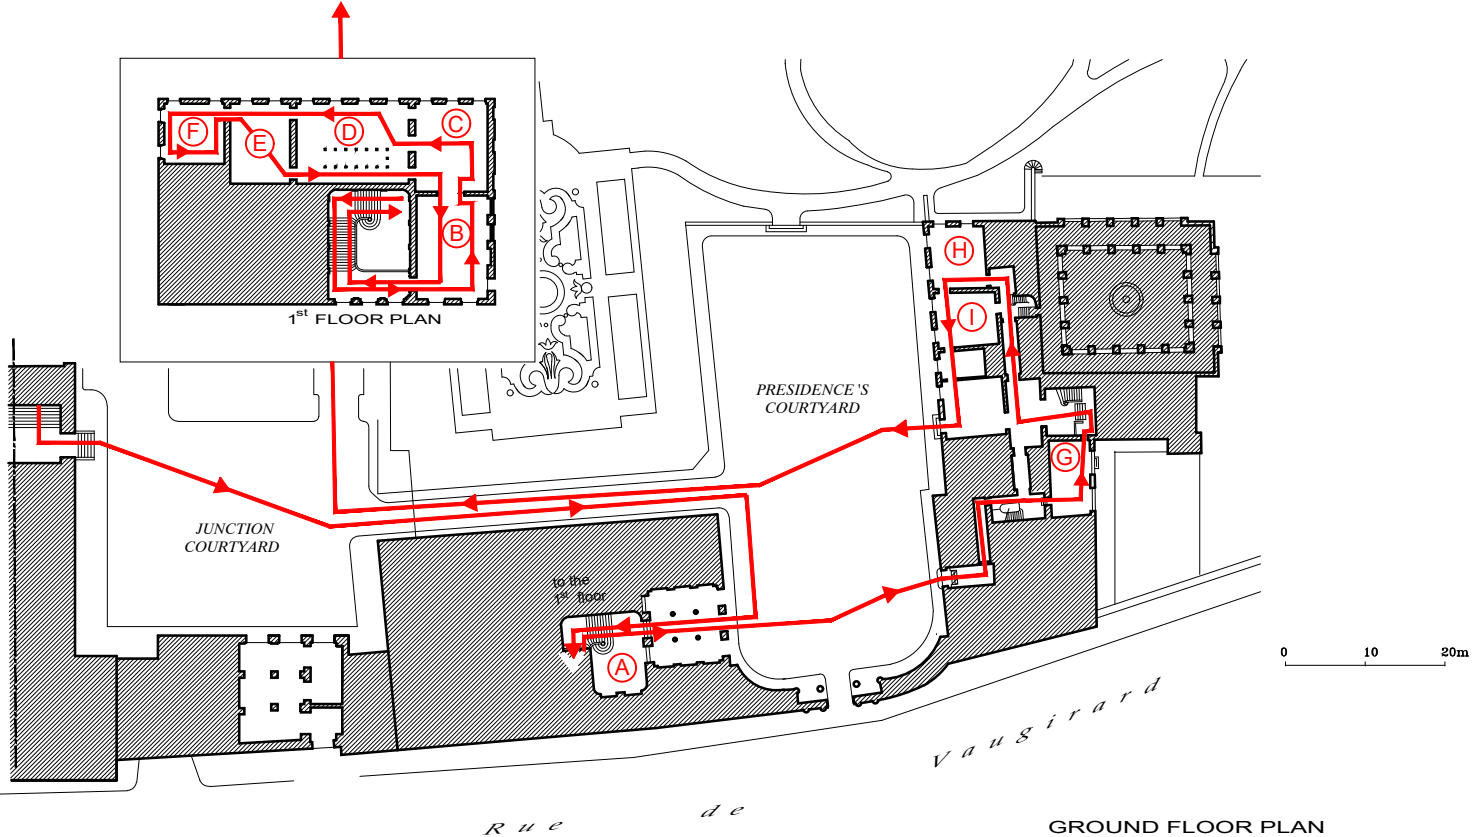 F
E
D
C
B
1st FLOOR PLAN
H
I
PRESIDENCE'S
COURTYARD
G
JUNCTION
COURTYARD
to the
1st floor
A
0 10 20m
Rue de Vaugirard
GROUND FLOOR PLAN